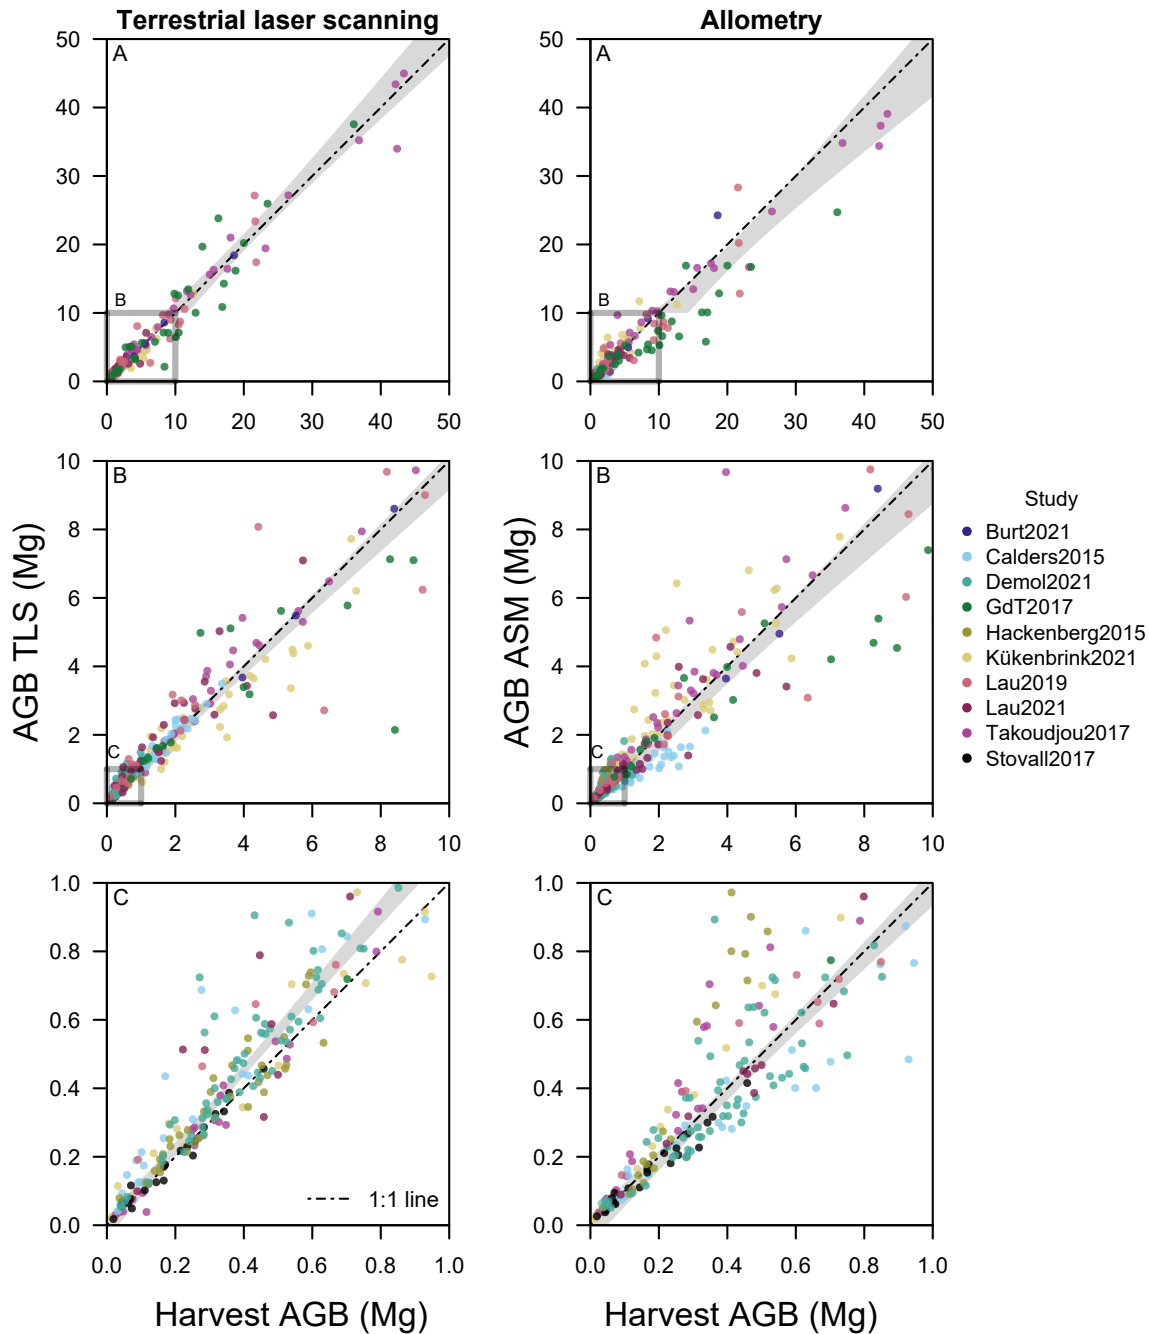 Terrestrial laser scanning
Allometry
A
50
40
30
20
10
0
B
0 10 20 30 40 50
A
50
40
30
20
10
0
B
0 10 20 30 40 50
AGB TLS (Mg)
B
10
8
6
4
2
0
C
0 2 4 6 8 10
AGB ASM (Mg)
B
10
8
6
4
2
0
C
0 2 4 6 8 10
Study
Burt2021
Calders2015
Demol2021
GdT2017
Hackenberg2015
Kükenbrink2021
Lau2019
Lau2021
Takoudjou2017
Stovall2017
C
1.0
0.8
0.6
0.4
0.2
0.0
1:1 line
0.0 0.2 0.4 0.6 0.8 1.0
Harvest AGB (Mg)
C
1.0
0.8
0.6
0.4
0.2
0.0
0.0 0.2 0.4 0.6 0.8 1.0
Harvest AGB (Mg)